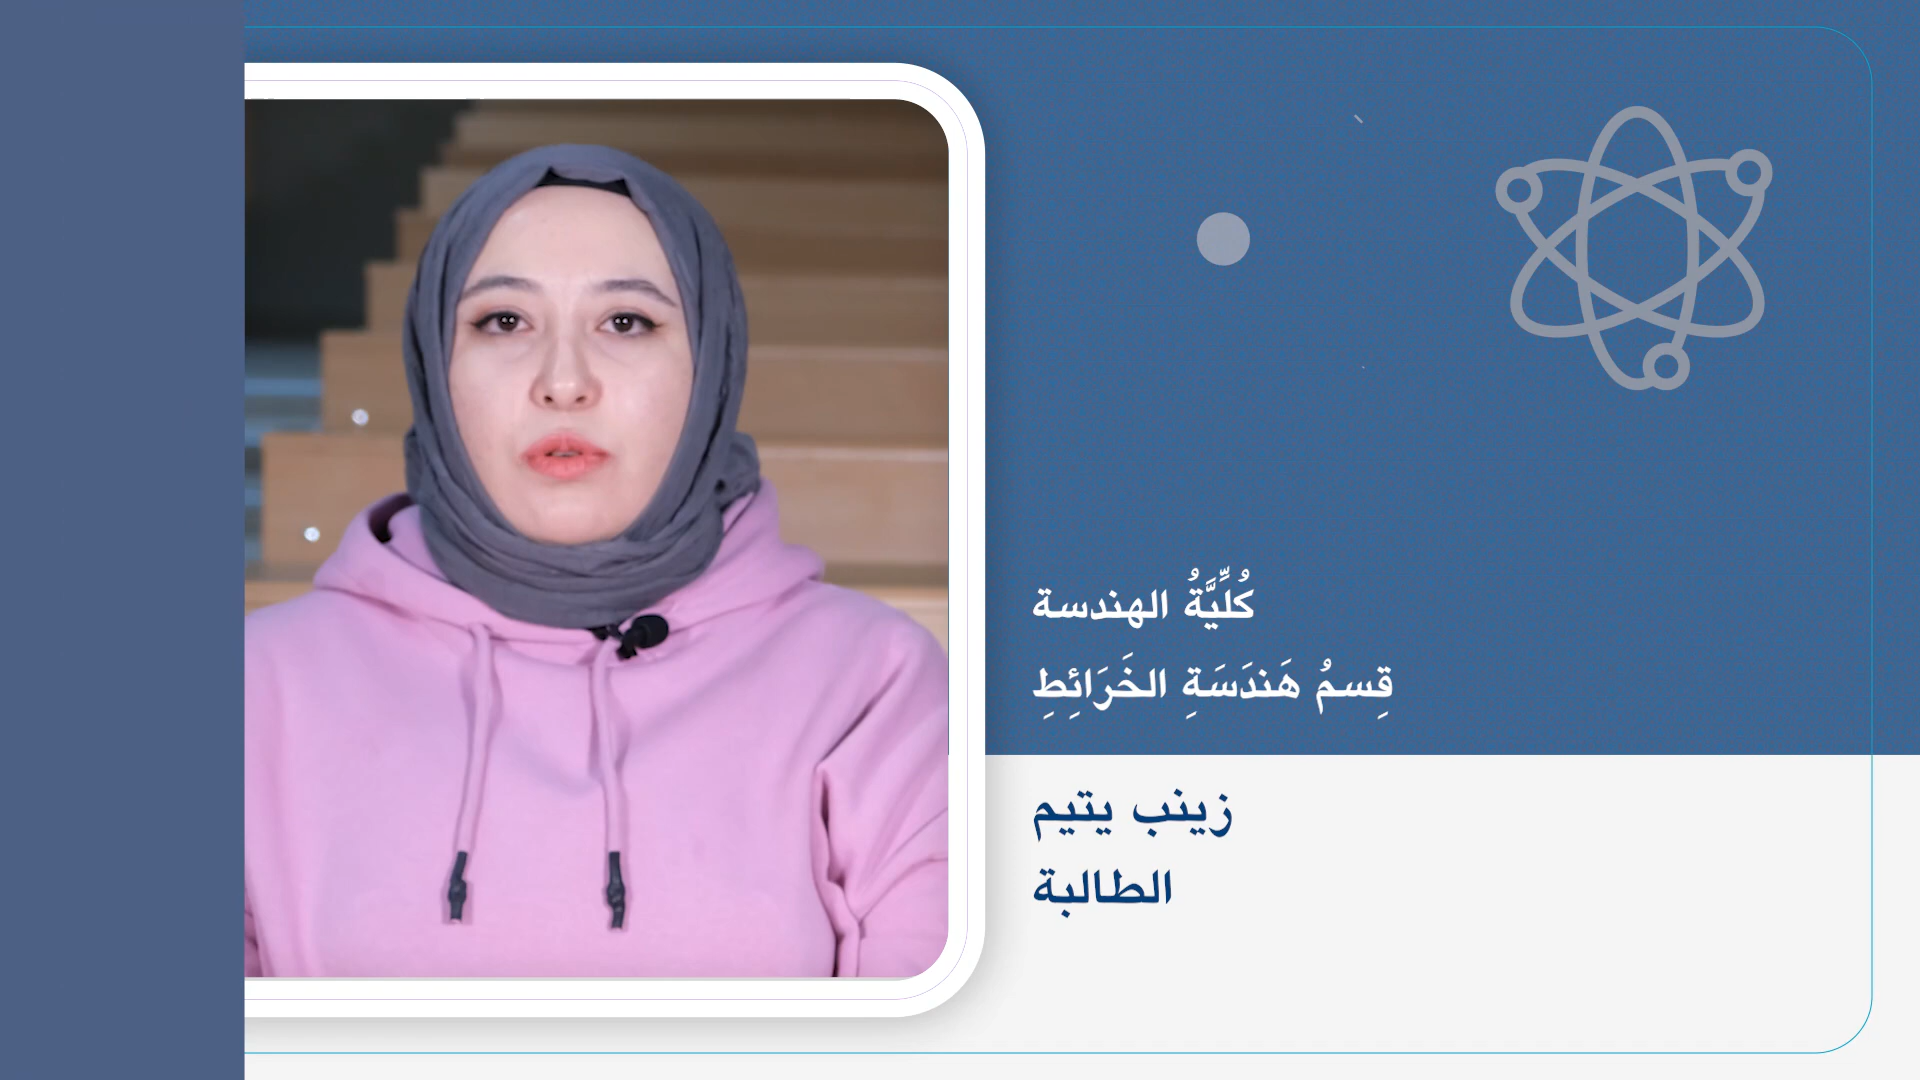 كُلِّيَّةُ الهندسة
قِسمُ هَندَسَةِ الخَرَائِطِ
زينب يتيم
الطالبة